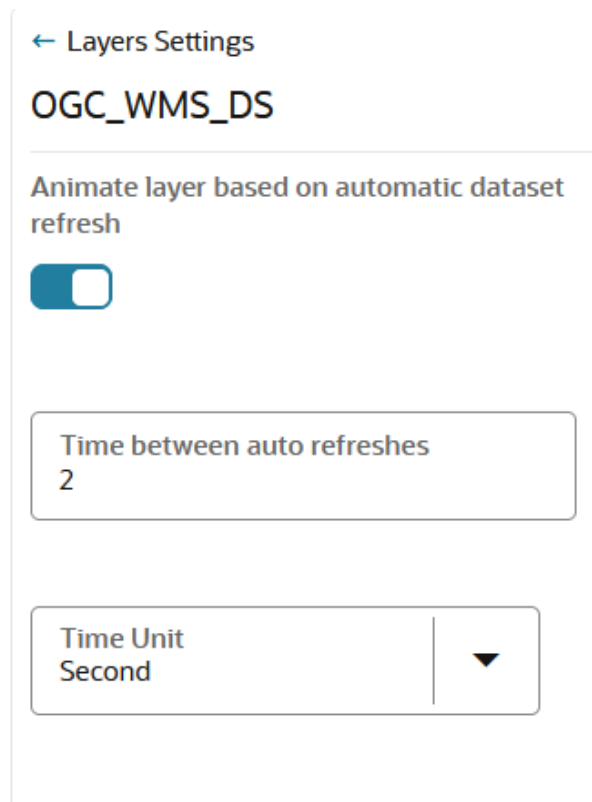 ← Layers Settings
OGC_WMS_DS
Animate layer based on automatic dataset
refresh
Time between auto refreshes
2
Time Unit
Second